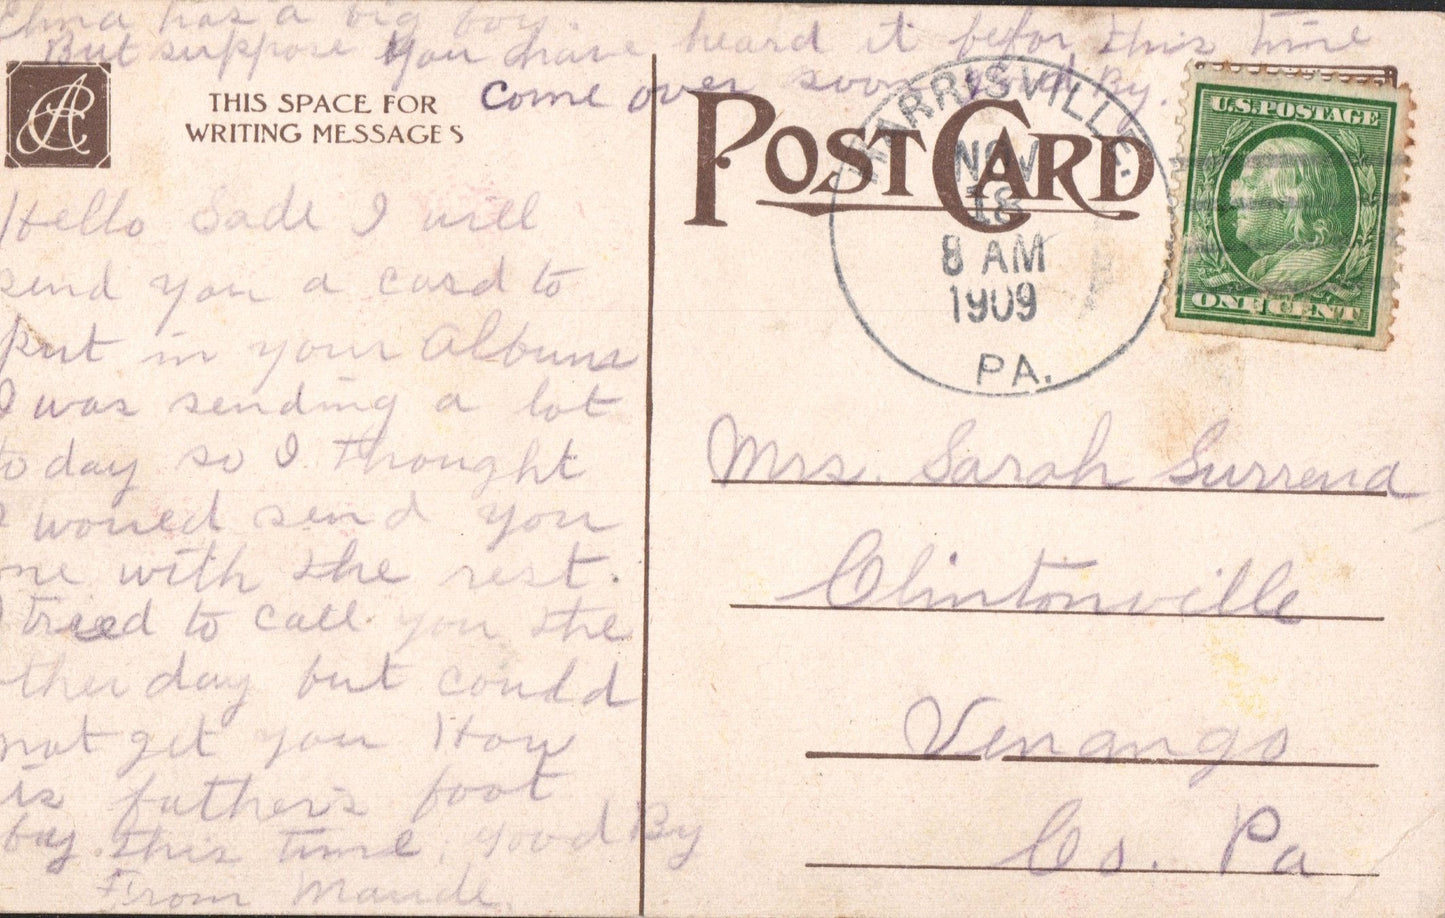 Elma has a big boy.
But suppose you have heard it befor this time
Come over soon good By.
THIS SPACE FOR
WRITING MESSAGES
Hello Sade I will
send you a card to
put in your Albums
I was sending a lot
to day so I thought
I woued send you
one with the rest.
I treed to call you the
other day but could
not get you How
is father's foot
by this time, good By
From Maude.
POST CARD
HARRISVILLE
NOV
18
8 AM
1909
PA.
U.S. POSTAGE
ONE CENT
Mrs. Sarah Surrena
Clintonville
Venango
Co. Pa